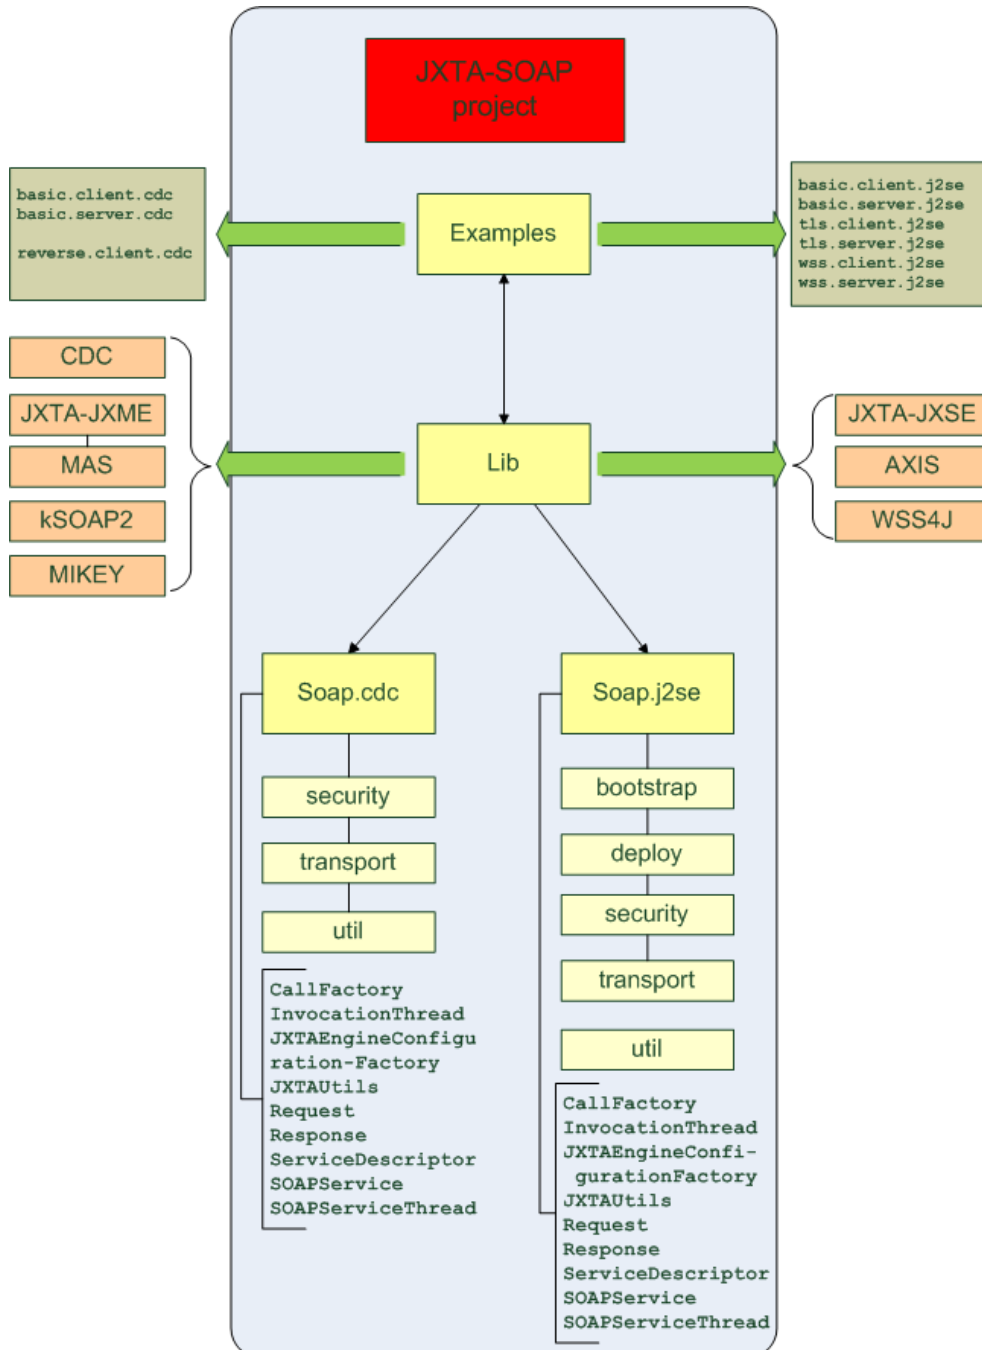 JXTA-SOAP
project
basic.client.cdc
basic.server.cdc
reverse.client.cdc
Examples
basic.client.j2se
basic.server.j2se
tls.client.j2se
tls.server.j2se
wss.client.j2se
wss.server.j2se
CDC
JXTA-JXME
MAS
kSOAP2
MIKEY
Lib
JXTA-JXSE
AXIS
WSS4J
Soap.cdc
security
transport
util
CallFactory
InvocationThread
JXTAEngineConfigu
ration-Factory
JXTAUtils
Request
Response
ServiceDescriptor
SOAPService
SOAPServiceThread
Soap.j2se
bootstrap
deploy
security
transport
util
CallFactory
InvocationThread
JXTAEngineConfi-
gurationFactory
JXTAUtils
Request
Response
ServiceDescriptor
SOAPService
SOAPServiceThread